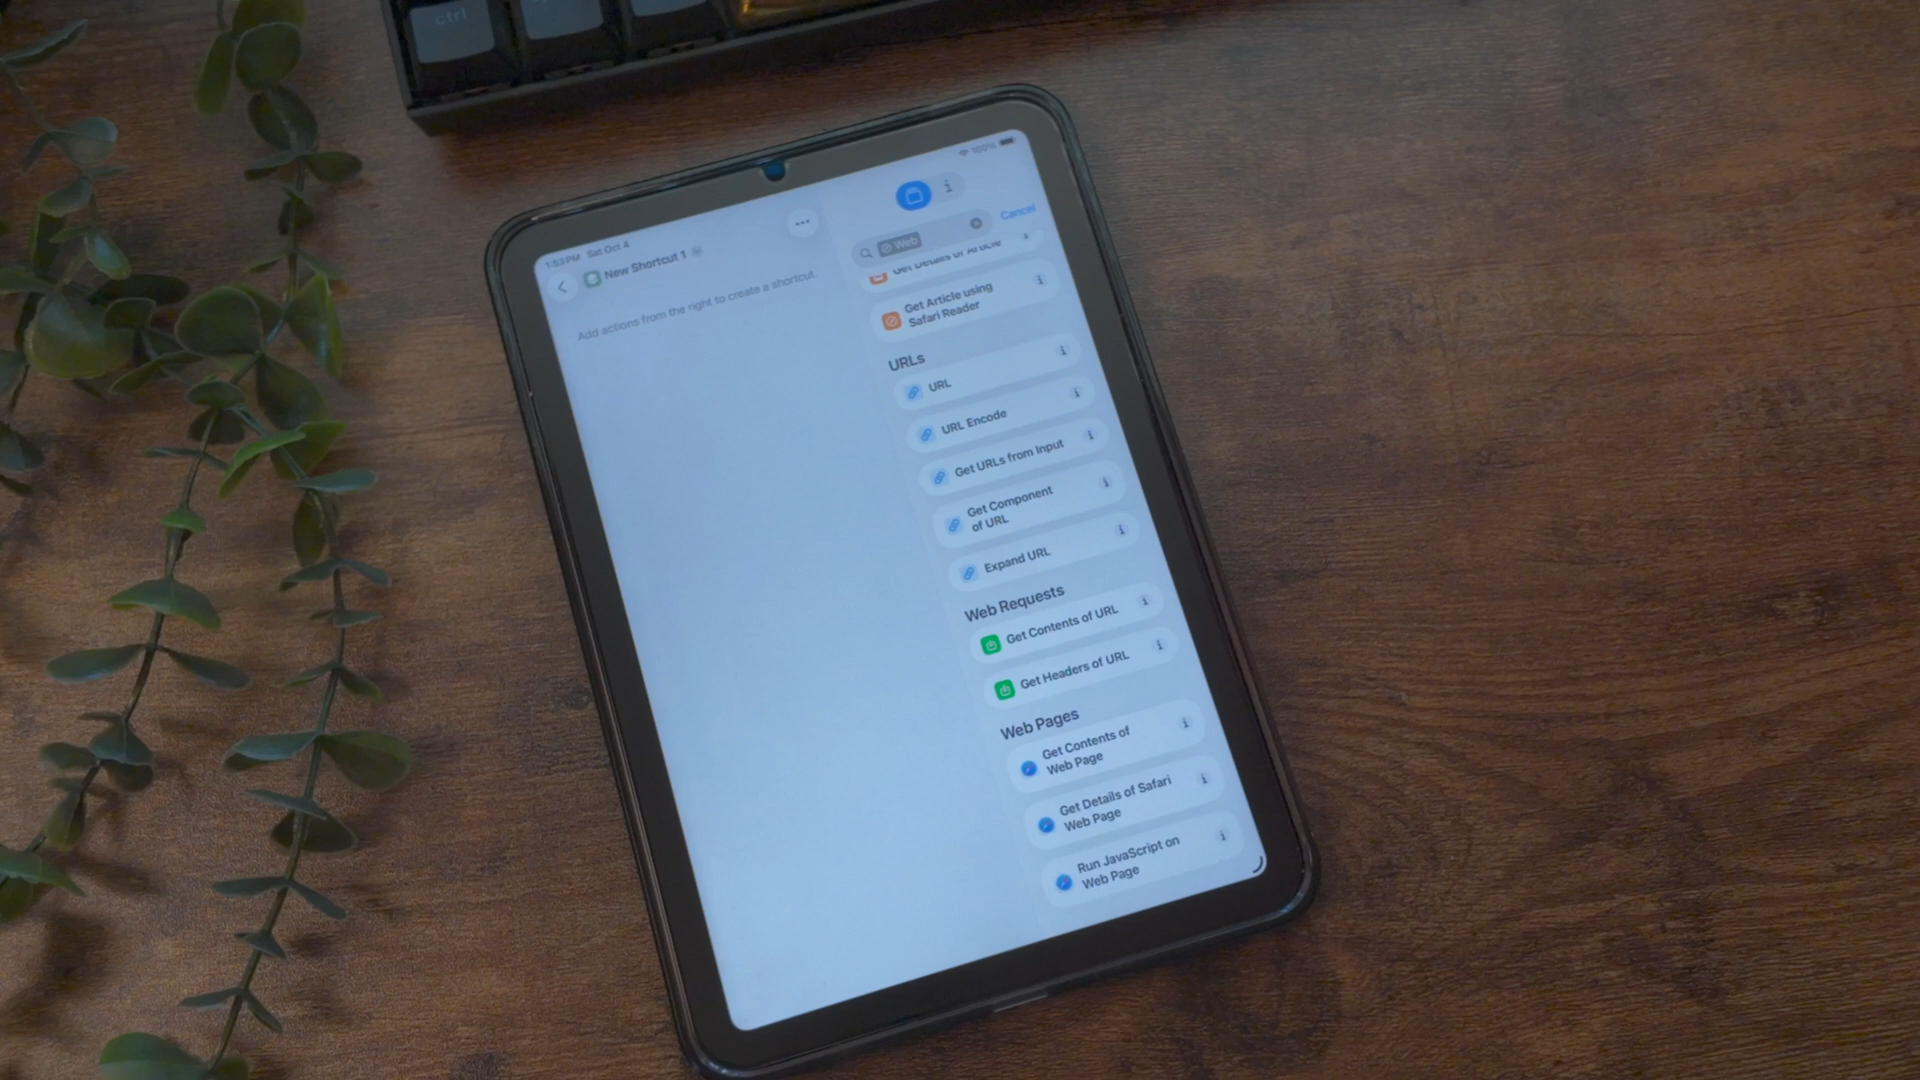 ctrl
1:53 PM Sat Oct 4
100%
New Shortcut 1
Add actions from the right to create a shortcut.
Web
Cancel
Get Details of Article
Get Article using
Safari Reader
URLs
URL
URL Encode
Get URLs from Input
Get Component
of URL
Expand URL
Web Requests
Get Contents of URL
Get Headers of URL
Web Pages
Get Contents of
Web Page
Get Details of Safari
Web Page
Run JavaScript on
Web Page